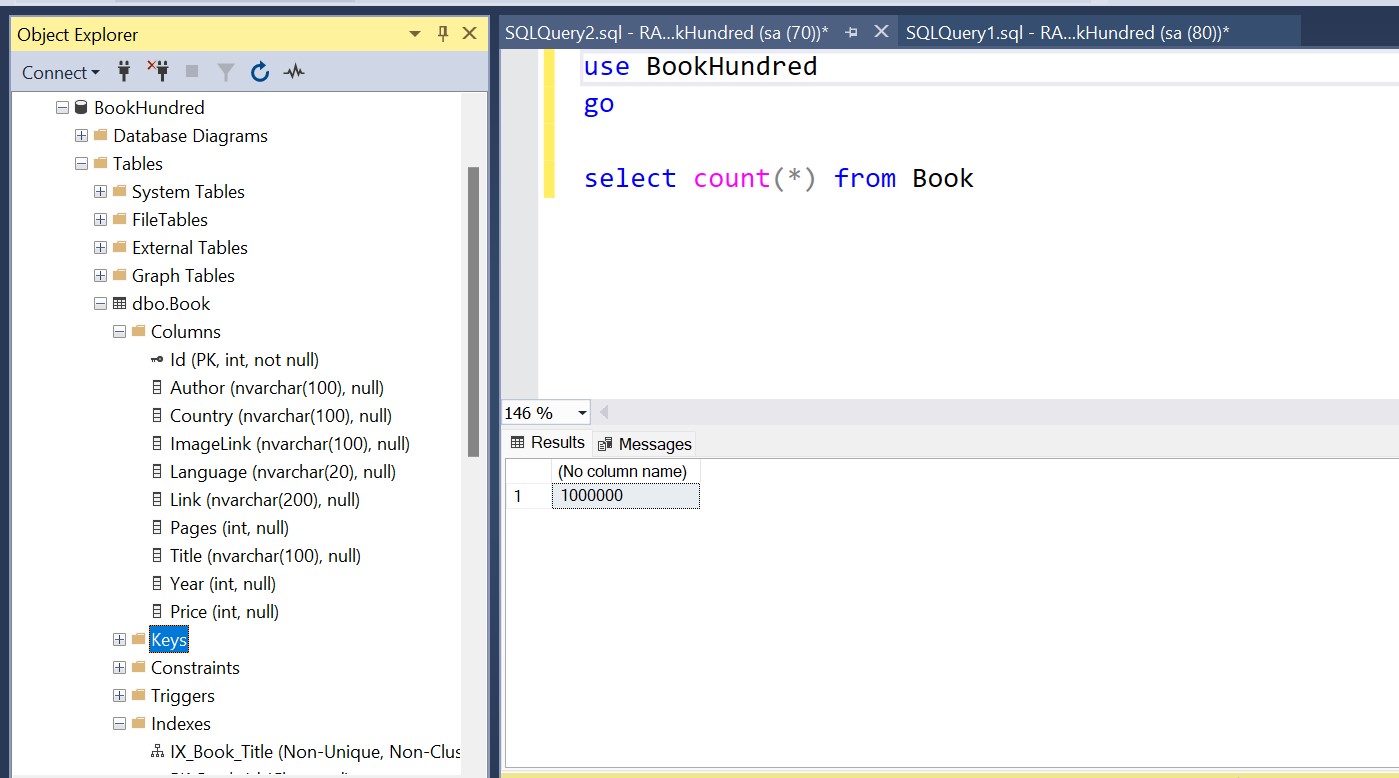 Object Explorer
Connect
BookHundred
Database Diagrams
Tables
System Tables
FileTables
External Tables
Graph Tables
dbo.Book
Columns
Id (PK, int, not null)
Author (nvarchar(100), null)
Country (nvarchar(100), null)
ImageLink (nvarchar(100), null)
Language (nvarchar(20), null)
Link (nvarchar(200), null)
Pages (int, null)
Title (nvarchar(100), null)
Year (int, null)
Price (int, null)
Keys
Constraints
Triggers
Indexes
IX_Book_Title (Non-Unique, Non-Clus
SQLQuery2.sql - RA...kHundred (sa (70))* SQLQuery1.sql - RA...kHundred (sa (80))*
use BookHundred
go
select count(*) from Book
146 %
Results Messages
(No column name)
1 1000000